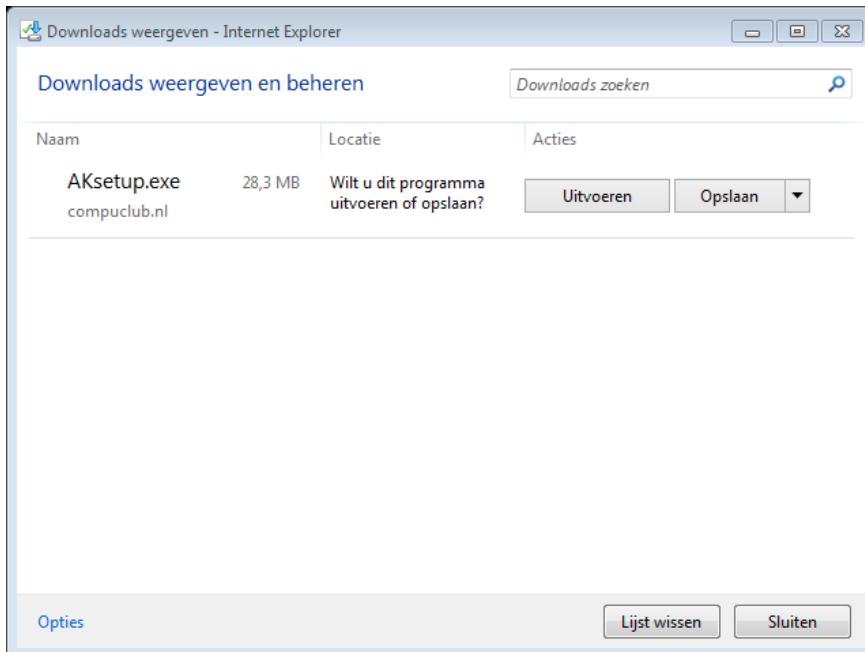 Downloads weergeven - Internet Explorer
Downloads weergeven en beheren
Downloads zoeken
Naam Locatie Acties
AKsetup.exe 28,3 MB Wilt u dit programma Uitvoeren Opslaan
compuclub.nl uitvoeren of opslaan?
Opties Lijst wissen Sluiten